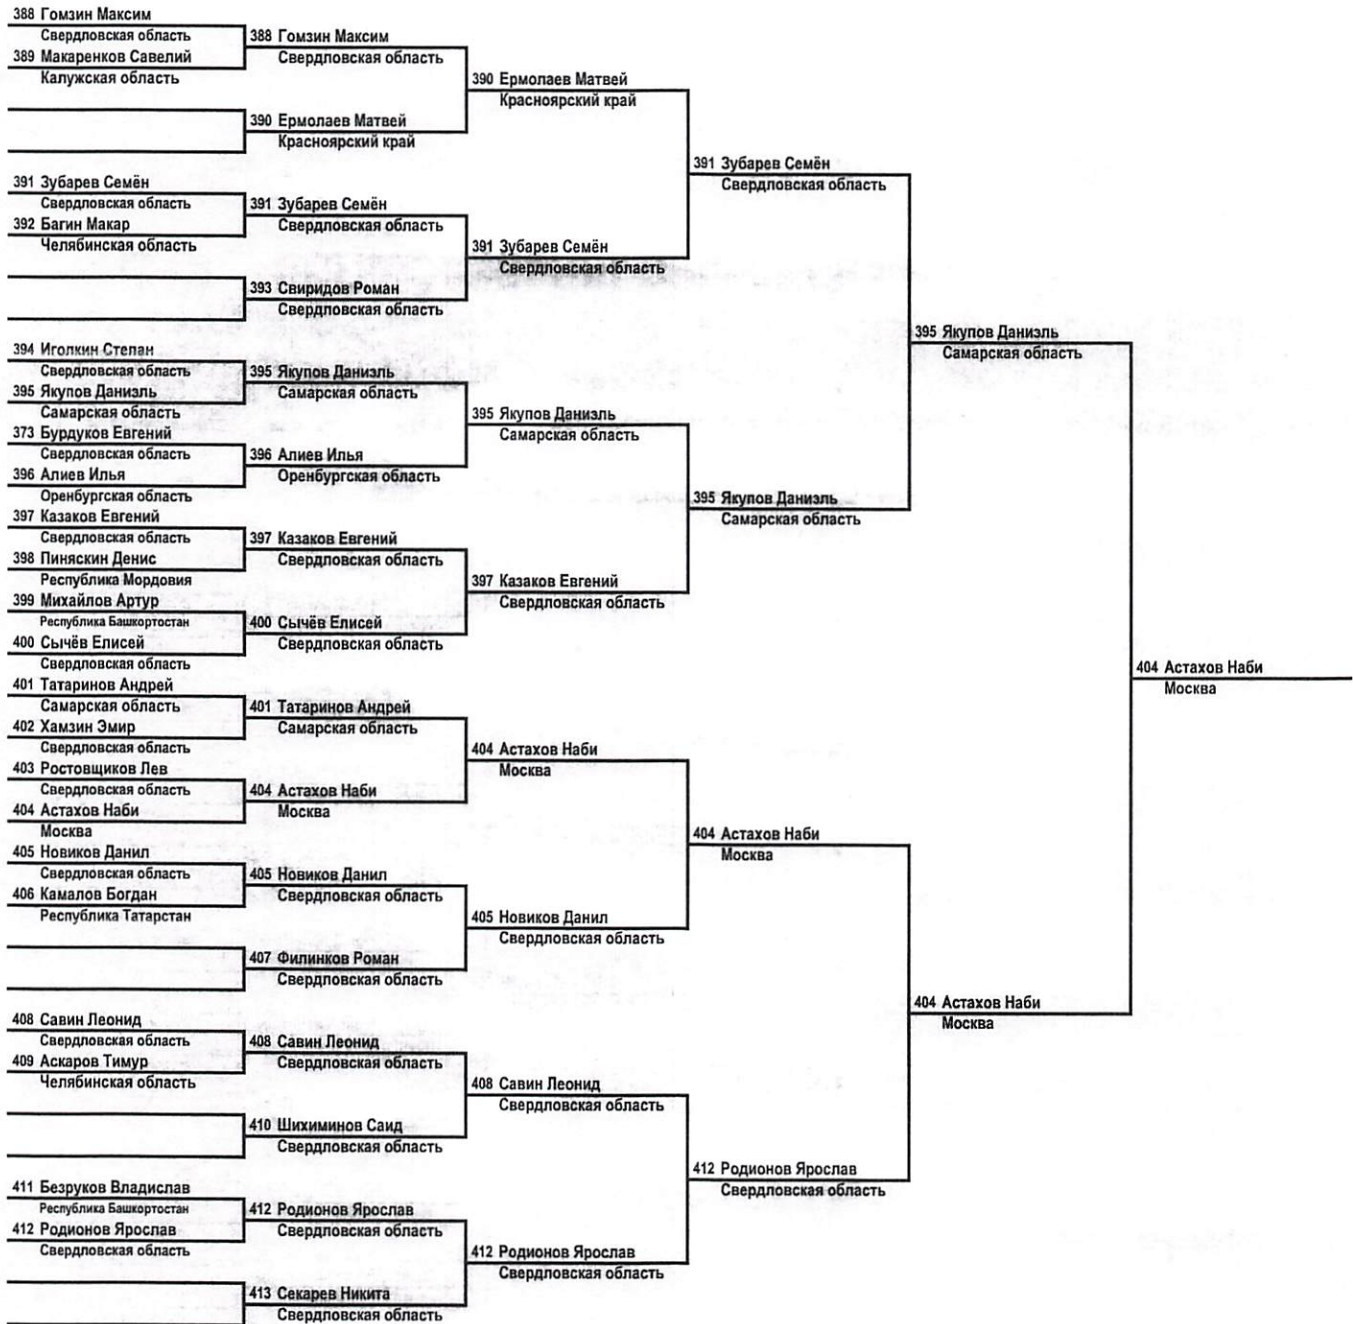 388 Гомзин Максим
Свердловская область
389 Макаренков Савелий
Калужская область
391 Зубарев Семён
Свердловская область
392 Багин Макар
Челябинская область
394 Иголкин Степан
Свердловская область
395 Якупов Даниэль
Самарская область
373 Бурдуков Евгений
Свердловская область
396 Алиев Илья
Оренбургская область
397 Казаков Евгений
Свердловская область
398 Пиняскин Денис
Республика Мордовия
399 Михайлов Артур
Республика Башкортостан
400 Сычёв Елисей
Свердловская область
401 Татаринов Андрей
Самарская область
402 Хамзин Эмир
Свердловская область
403 Ростовщиков Лев
Свердловская область
404 Астахов Наби
Москва
405 Новиков Данил
Свердловская область
406 Камалов Богдан
Республика Татарстан
408 Савин Леонид
Свердловская область
409 Аскаров Тимур
Челябинская область
411 Безруков Владислав
Республика Башкортостан
412 Родионов Ярослав
Свердловская область
388 Гомзин Максим
Свердловская область
390 Ермолаев Матвей
Красноярский край
391 Зубарев Семён
Свердловская область
393 Свиридов Роман
Свердловская область
395 Якупов Даниэль
Самарская область
396 Алиев Илья
Оренбургская область
397 Казаков Евгений
Свердловская область
400 Сычёв Елисей
Свердловская область
401 Татаринов Андрей
Самарская область
404 Астахов Наби
Москва
405 Новиков Данил
Свердловская область
407 Филинков Роман
Свердловская область
408 Савин Леонид
Свердловская область
410 Шихиминов Саид
Свердловская область
412 Родионов Ярослав
Свердловская область
413 Секарев Никита
Свердловская область
390 Ермолаев Матвей
Красноярский край
391 Зубарев Семён
Свердловская область
395 Якупов Даниэль
Самарская область
397 Казаков Евгений
Свердловская область
404 Астахов Наби
Москва
405 Новиков Данил
Свердловская область
408 Савин Леонид
Свердловская область
412 Родионов Ярослав
Свердловская область
391 Зубарев Семён
Свердловская область
395 Якупов Даниэль
Самарская область
404 Астахов Наби
Москва
412 Родионов Ярослав
Свердловская область
395 Якупов Даниэль
Самарская область
404 Астахов Наби
Москва
404 Астахов Наби
Москва